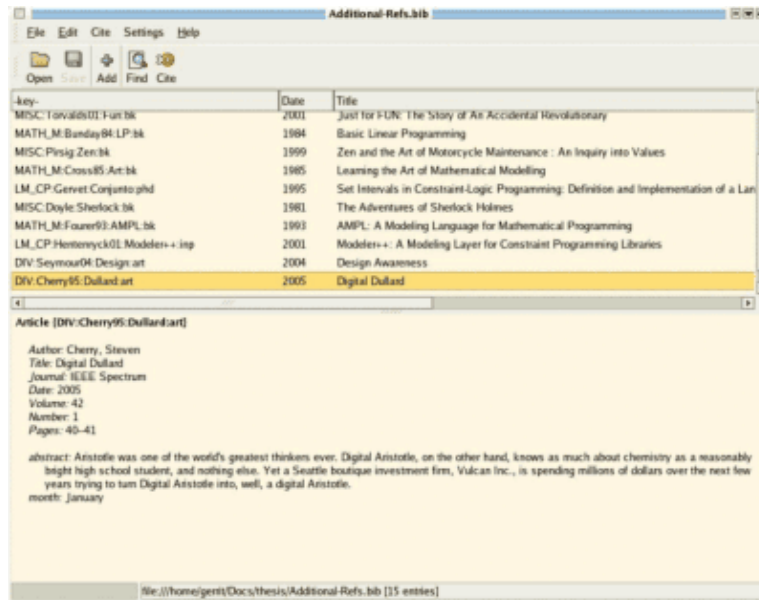 Additional-Refs.bib
File Edit Cite Settings Help
Open Save Add Find Cite
-key- Date Title
MISC:Torvalds01:Fun:bk 2001 Just for FUN: The Story of An Accidental Revolutionary
MATH_M:Bunday84:LP:bk 1984 Basic Linear Programming
MISC:Pirsig:Zen:bk 1999 Zen and the Art of Motorcycle Maintenance : An Inquiry into Values
MATH_M:Cross85:Art:bk 1985 Learning the Art of Mathematical Modelling
LM_CP:Gervet:Conjunto:phd 1995 Set Intervals in Constraint-Logic Programming: Definition and Implementation of a Lan
MISC:Doyle:Sherlock:bk 1981 The Adventures of Sherlock Holmes
MATH_M:Fourer93:AMPL:bk 1993 AMPL: A Modeling Language for Mathematical Programming
LM_CP:Hentenryck01:Modeler++:inp 2001 Modeler++: A Modeling Layer for Constraint Programming Libraries
DIV:Seymour04:Design:art 2004 Design Awareness
DIV:Cherry95:Dullard:art 2005 Digital Dullard
Article [DIV:Cherry95:Dullard:art]
Author: Cherry, Steven
Title: Digital Dullard
Journal: IEEE Spectrum
Date: 2005
Volume: 42
Number: 1
Pages: 40–41
abstract: Aristotle was one of the world's greatest thinkers ever. Digital Aristotle, on the other hand, knows as much about chemistry as a reasonably
bright high school student, and nothing else. Yet a Seattle boutique investment firm, Vulcan Inc., is spending millions of dollars over the next few
years trying to turn Digital Aristotle into, well, a digital Aristotle.
month: January
file:///home/gerrit/Docs/thesis/Additional-Refs.bib [15 entries]